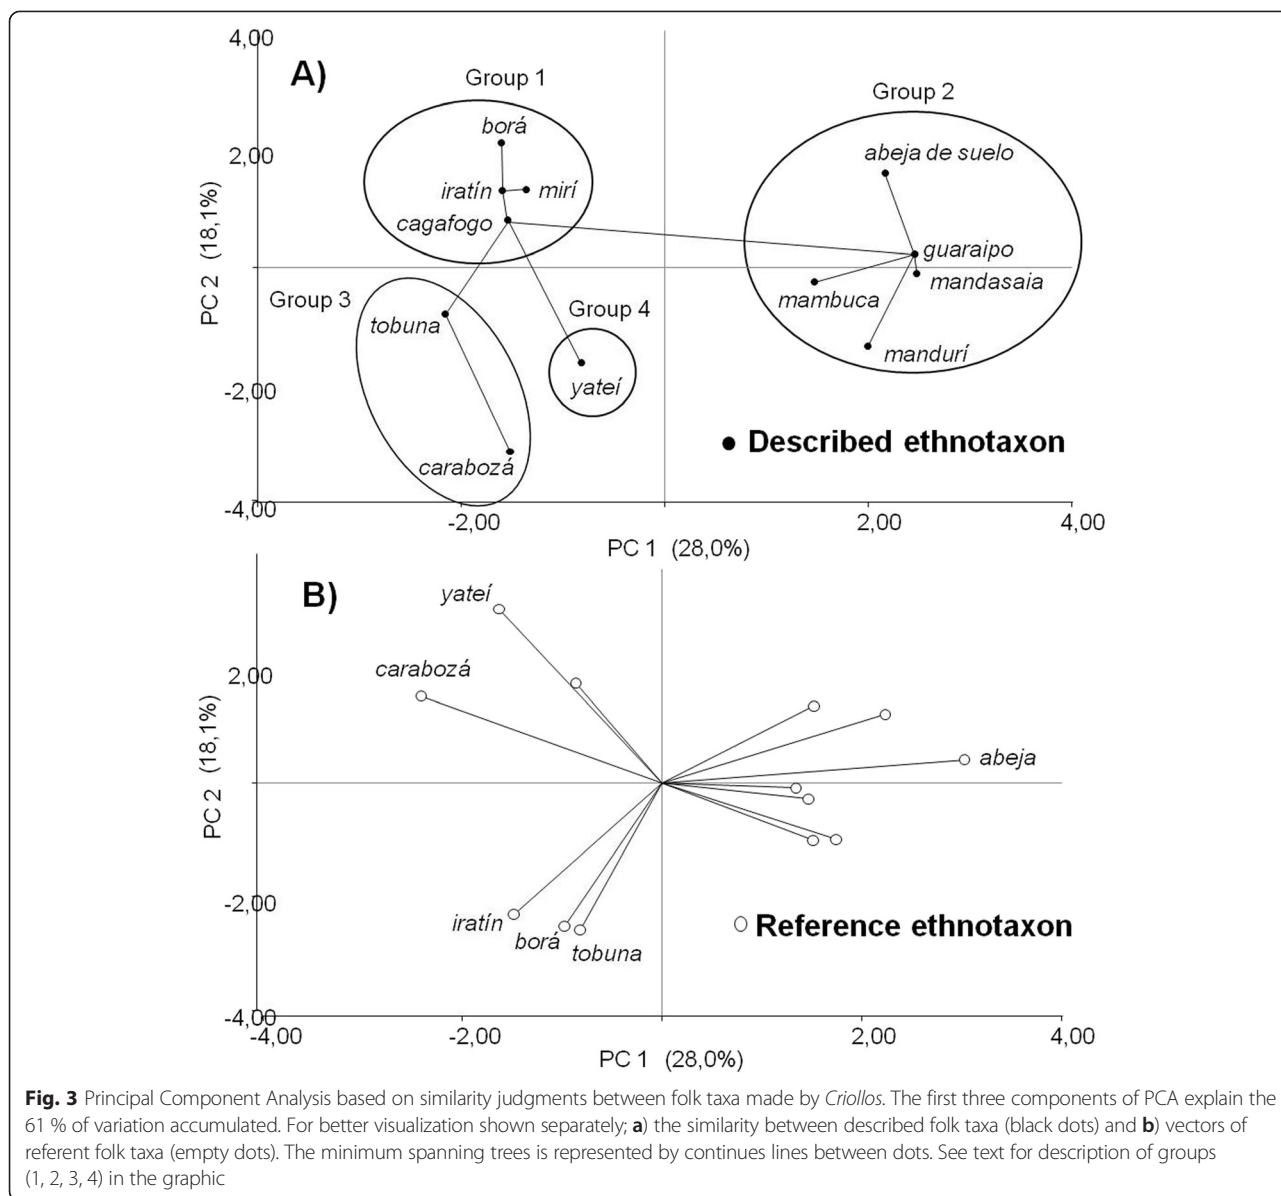 4,00
A)
Group 1
Group 2
borá
abeja de suelo
2,00
iratín
mirí
cagafogo
guaraipo
mandasaia
PC 2 (18,1%)
mambuca
Group 3
Group 4
tobuna
mandurí
yateí
-2,00
● Described ethnotaxon
carabozá
-4,00
-2,00
2,00
4,00
PC 1 (28,0%)
B)
yateí
carabozá
2,00
abeja
PC 2 (18,1%)
-2,00
iratín
borá
tobuna
○ Reference ethnotaxon
-4,00
-4,00
-2,00
2,00
4,00
PC 1 (28,0%)
Fig. 3 Principal Component Analysis based on similarity judgments between folk taxa made by Criollos. The first three components of PCA explain the
61 % of variation accumulated. For better visualization shown separately; a) the similarity between described folk taxa (black dots) and b) vectors of
referent folk taxa (empty dots). The minimum spanning trees is represented by continues lines between dots. See text for description of groups
(1, 2, 3, 4) in the graphic